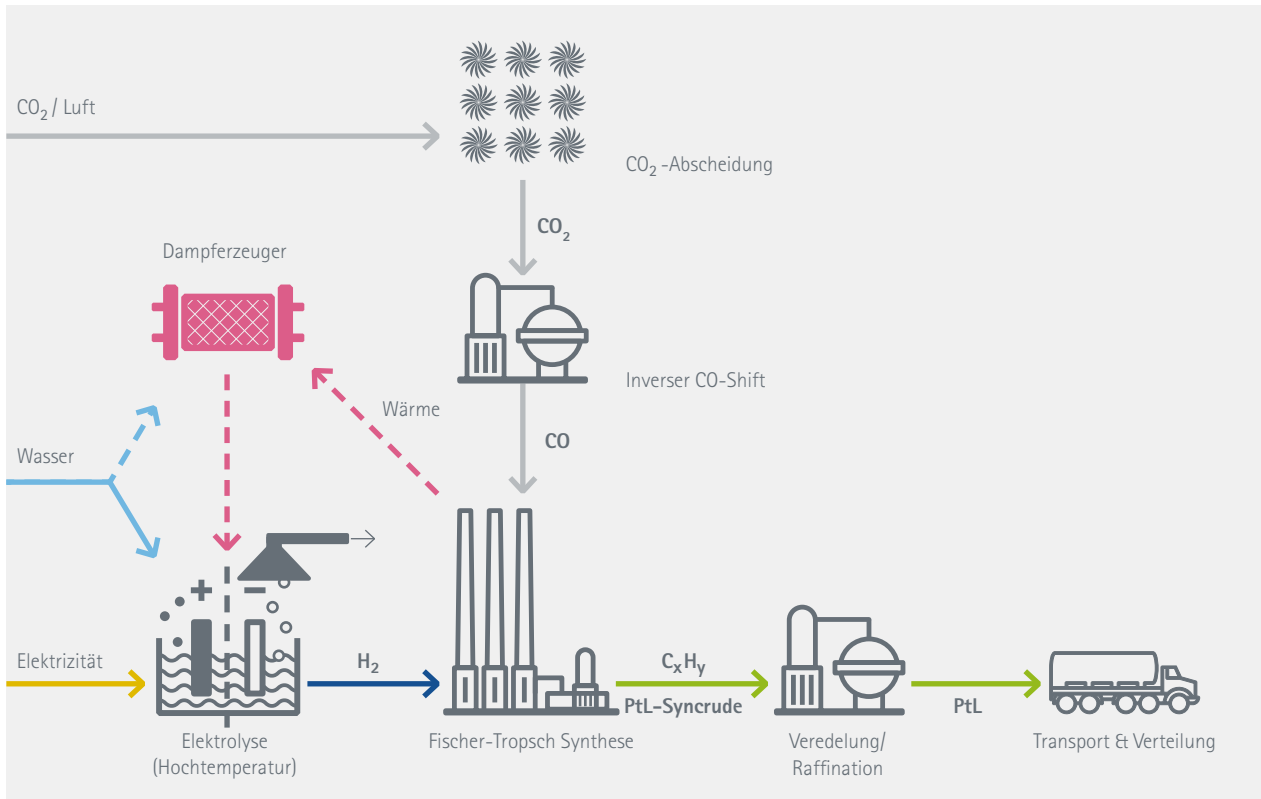 CO₂ / Luft
CO₂ -Abscheidung
CO₂
Dampferzeuger
Inverser CO-Shift
Wärme
CO
Wasser
+ −
Elektrizität
H₂
CₓHᵧ
PtL-Syncrude
PtL
Elektrolyse
(Hochtemperatur)
Fischer-Tropsch Synthese
Veredelung/
Raffination
Transport & Verteilung